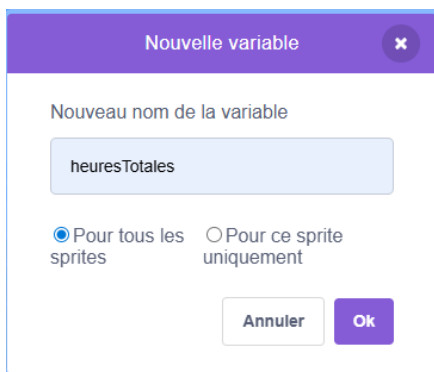 Nouvelle variable
Nouveau nom de la variable
heuresTotales
Pour tous les sprites
Pour ce sprite uniquement
Annuler
Ok